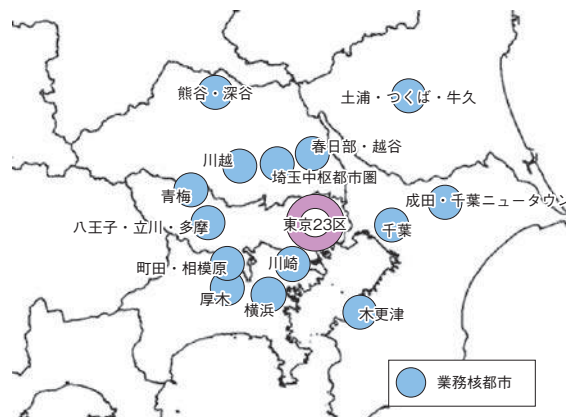 熊谷・深谷
土浦・つくば・牛久
春日部・越谷
川越
埼玉中枢都市圏
青梅
成田・千葉ニュータウン
八王子・立川・多摩
東京23区
千葉
町田・相模原
川崎
厚木
横浜
木更津
業務核都市